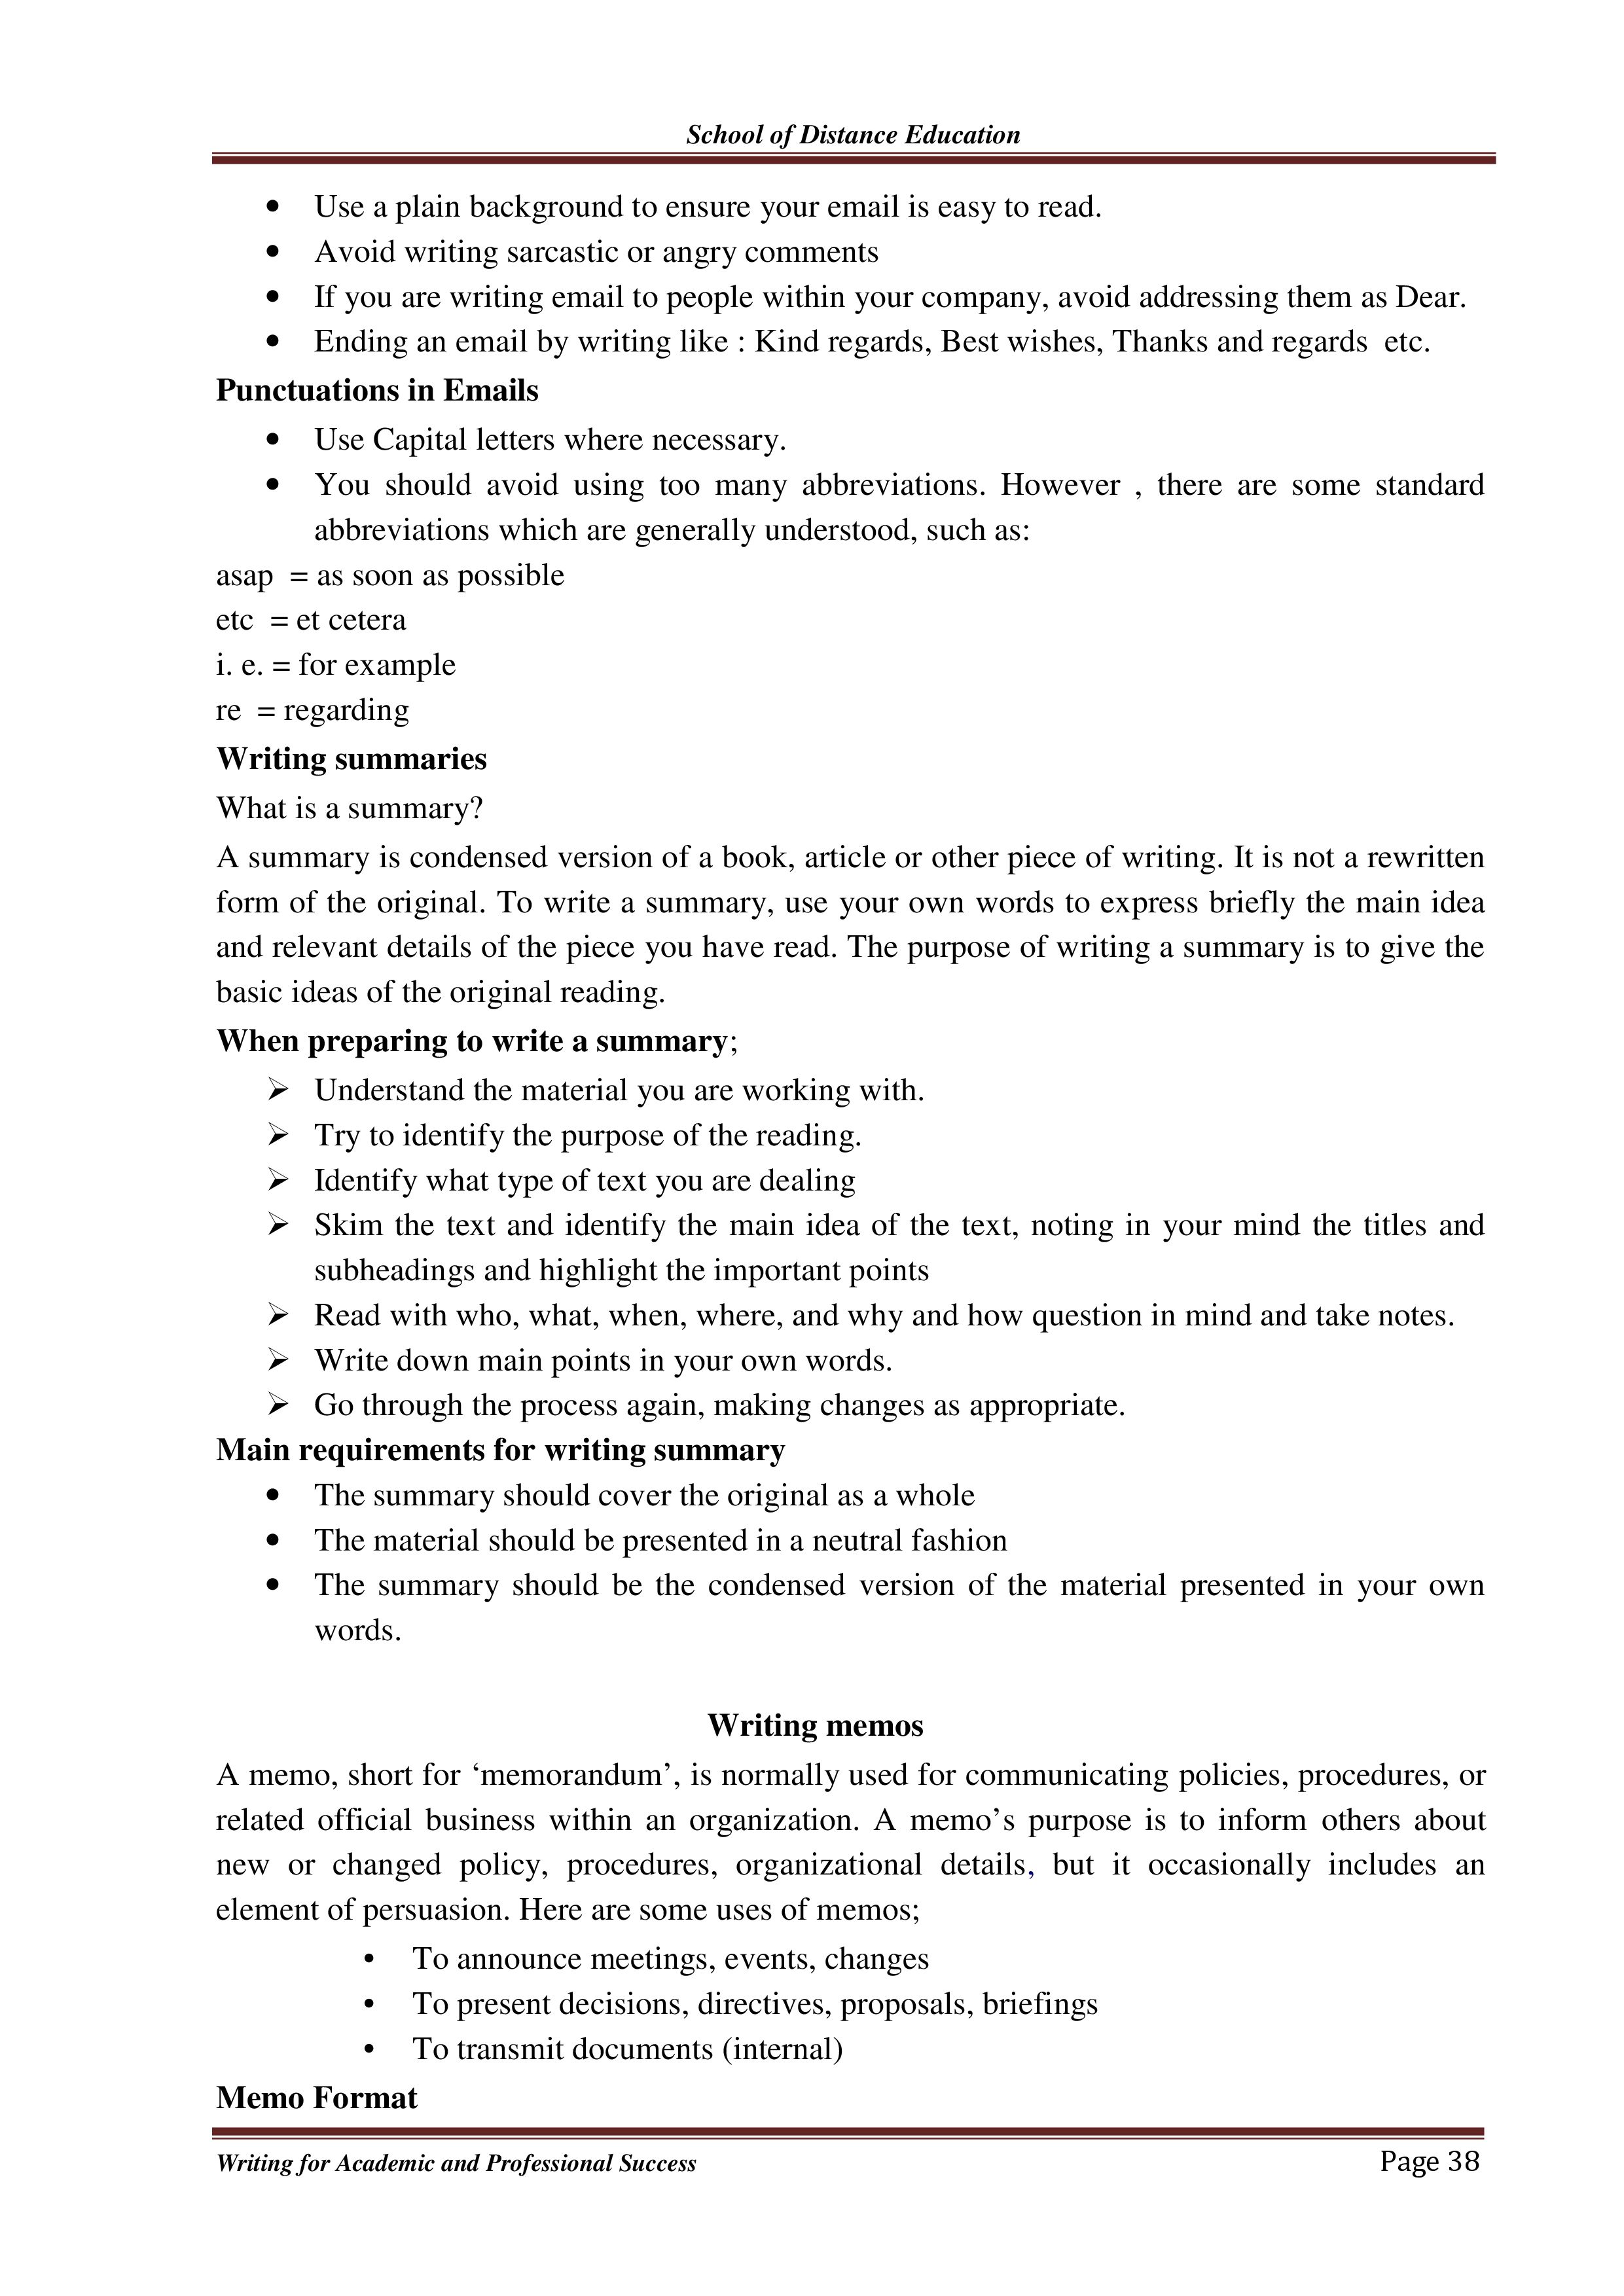 School of Distance Education
• Use a plain background to ensure your email is easy to read.
• Avoid writing sarcastic or angry comments
• If you are writing email to people within your company, avoid addressing them as Dear.
• Ending an email by writing like : Kind regards, Best wishes, Thanks and regards  etc.
Punctuations in Emails
• Use Capital letters where necessary.
• You should avoid using too many abbreviations. However , there are some standard
abbreviations which are generally understood, such as:
asap  = as soon as possible
etc  = et cetera
i. e. = for example
re  = regarding
Writing summaries
What is a summary?
A summary is condensed version of a book, article or other piece of writing. It is not a rewritten
form of the original. To write a summary, use your own words to express briefly the main idea
and relevant details of the piece you have read. The purpose of writing a summary is to give the
basic ideas of the original reading.
When preparing to write a summary;
➢ Understand the material you are working with.
➢ Try to identify the purpose of the reading.
➢ Identify what type of text you are dealing
➢ Skim the text and identify the main idea of the text, noting in your mind the titles and
subheadings and highlight the important points
➢ Read with who, what, when, where, and why and how question in mind and take notes.
➢ Write down main points in your own words.
➢ Go through the process again, making changes as appropriate.
Main requirements for writing summary
• The summary should cover the original as a whole
• The material should be presented in a neutral fashion
• The summary should be the condensed version of the material presented in your own
words.
Writing memos
A memo, short for ‘memorandum’, is normally used for communicating policies, procedures, or
related official business within an organization. A memo’s purpose is to inform others about
new or changed policy, procedures, organizational details, but it occasionally includes an
element of persuasion. Here are some uses of memos;
• To announce meetings, events, changes
• To present decisions, directives, proposals, briefings
• To transmit documents (internal)
Memo Format
Writing for Academic and Professional Success Page 38